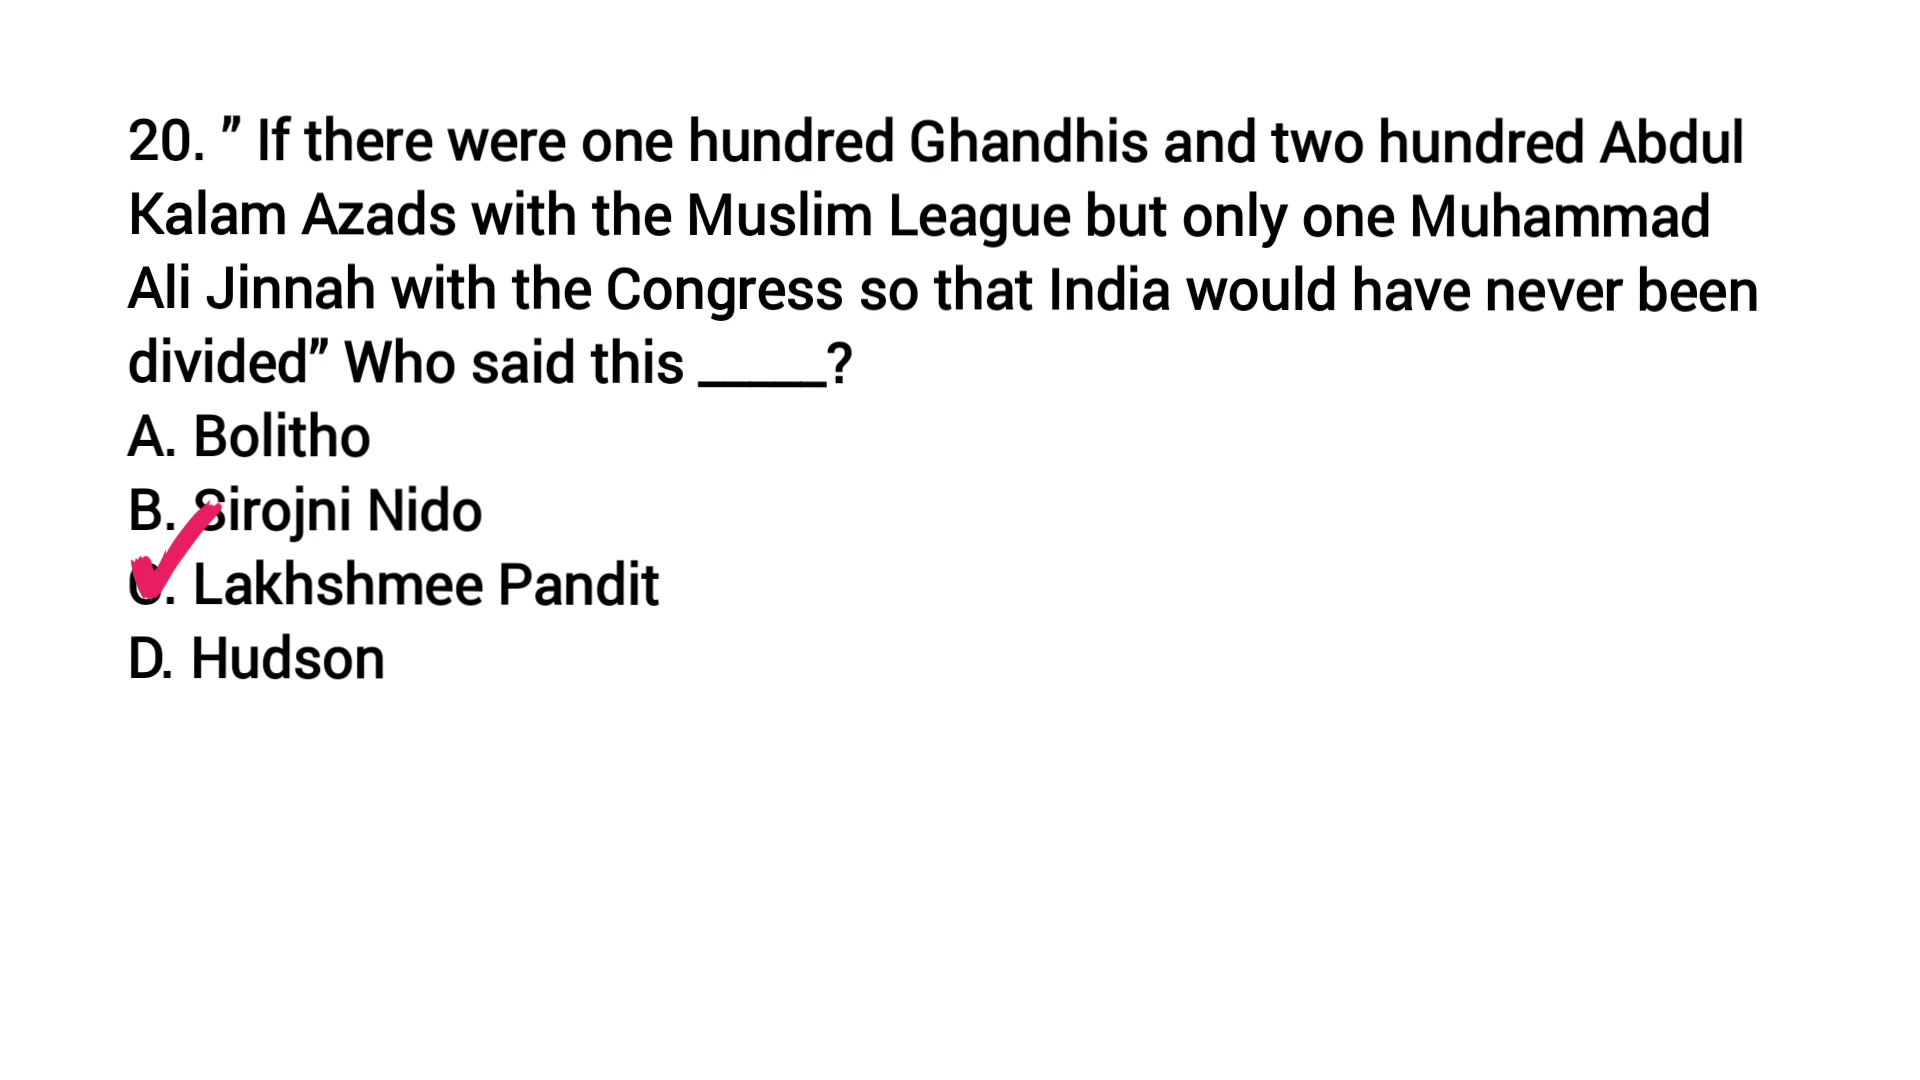 20. ” If there were one hundred Ghandhis and two hundred Abdul
Kalam Azads with the Muslim League but only one Muhammad
Ali Jinnah with the Congress so that India would have never been
divided” Who said this _____?
A. Bolitho
B. Sirojni Nido
C. Lakhshmee Pandit
D. Hudson